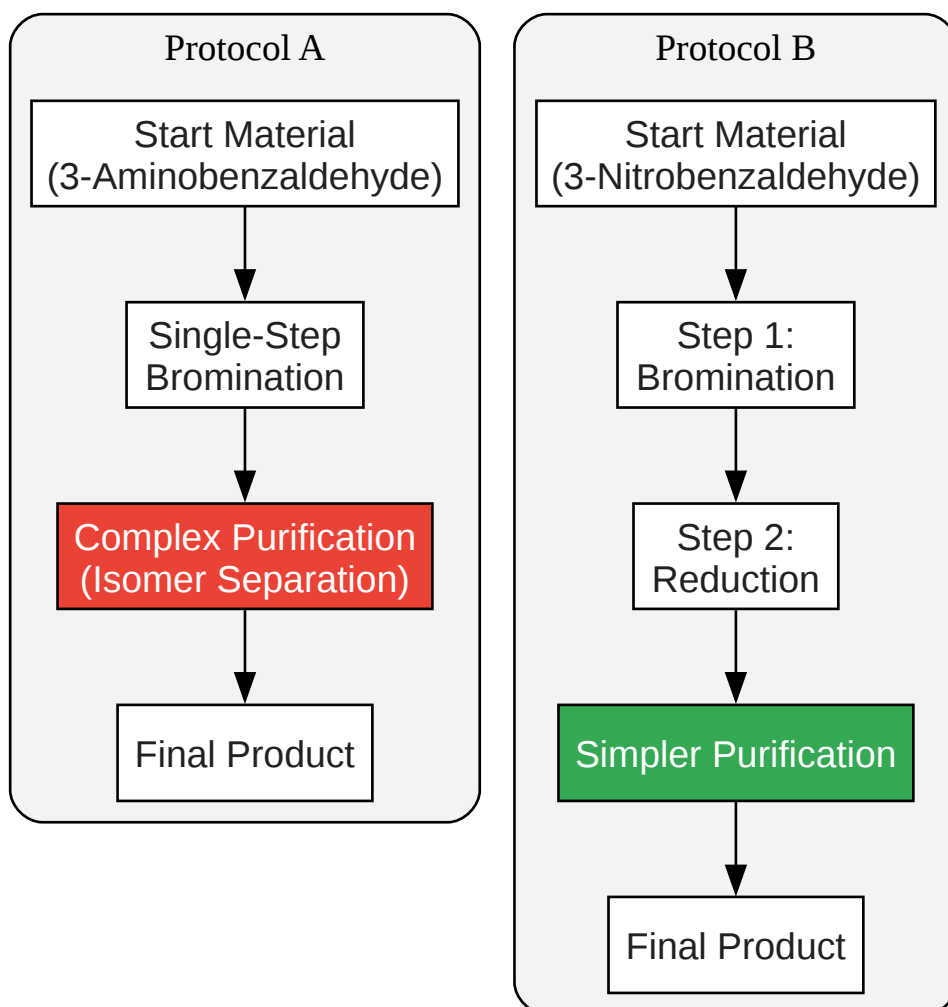 Protocol A
Start Material
(3-Aminobenzaldehyde)
Single-Step
Bromination
Complex Purification
(Isomer Separation)
Final Product
Protocol B
Start Material
(3-Nitrobenzaldehyde)
Step 1:
Bromination
Step 2:
Reduction
Simpler Purification
Final Product